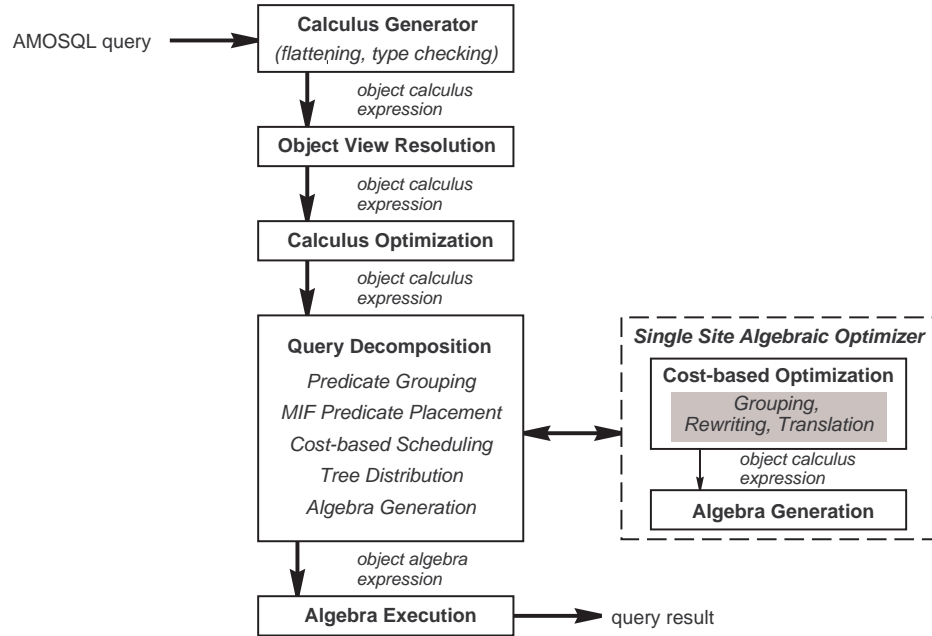 Calculus Generator
AMOSQL query
(flattening, type checking)
object calculus
expression
Object View Resolution
object calculus
expression
Calculus Optimization
object calculus
expression
Query Decomposition
Predicate Grouping
MIF Predicate Placement
Cost-based Scheduling
Tree Distribution
Algebra Generation
Single Site Algebraic Optimizer
Cost-based Optimization
Grouping,
Rewriting, Translation
object calculus
expression
Algebra Generation
object algebra
expression
Algebra Execution
query result